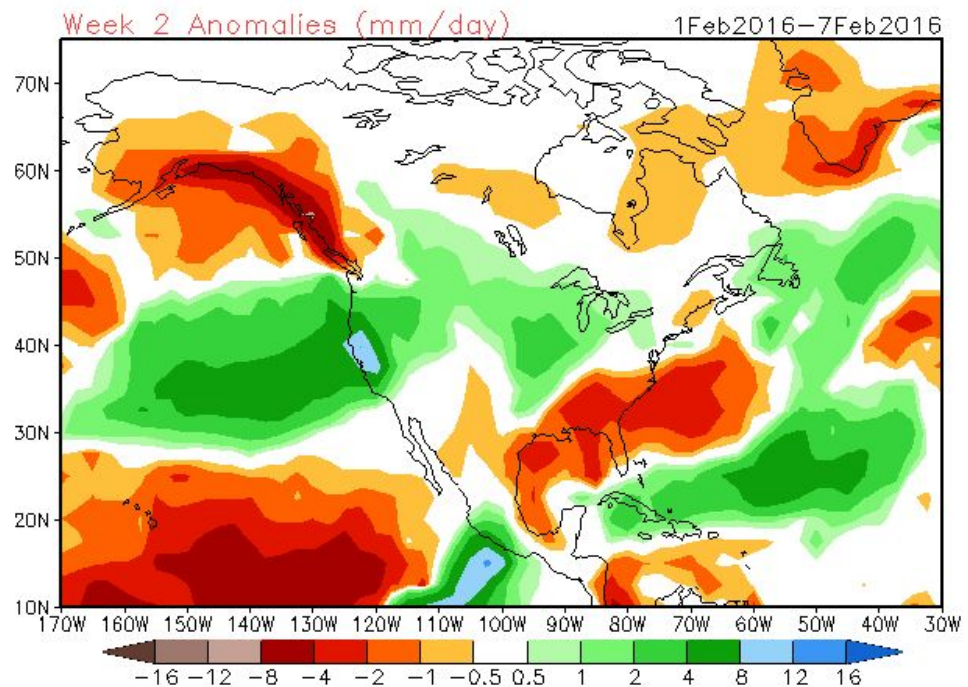 Week 2 Anomalies (mm/day) 1Feb2016-7Feb2016
70N
60N
50N
40N
30N
20N
10N
170W 160W 150W 140W 130W 120W 110W 100W 90W 80W 70W 60W 50W 40W 30W
-16 -12 -8 -4 -2 -1 -0.5 0.5 1 2 4 8 12 16